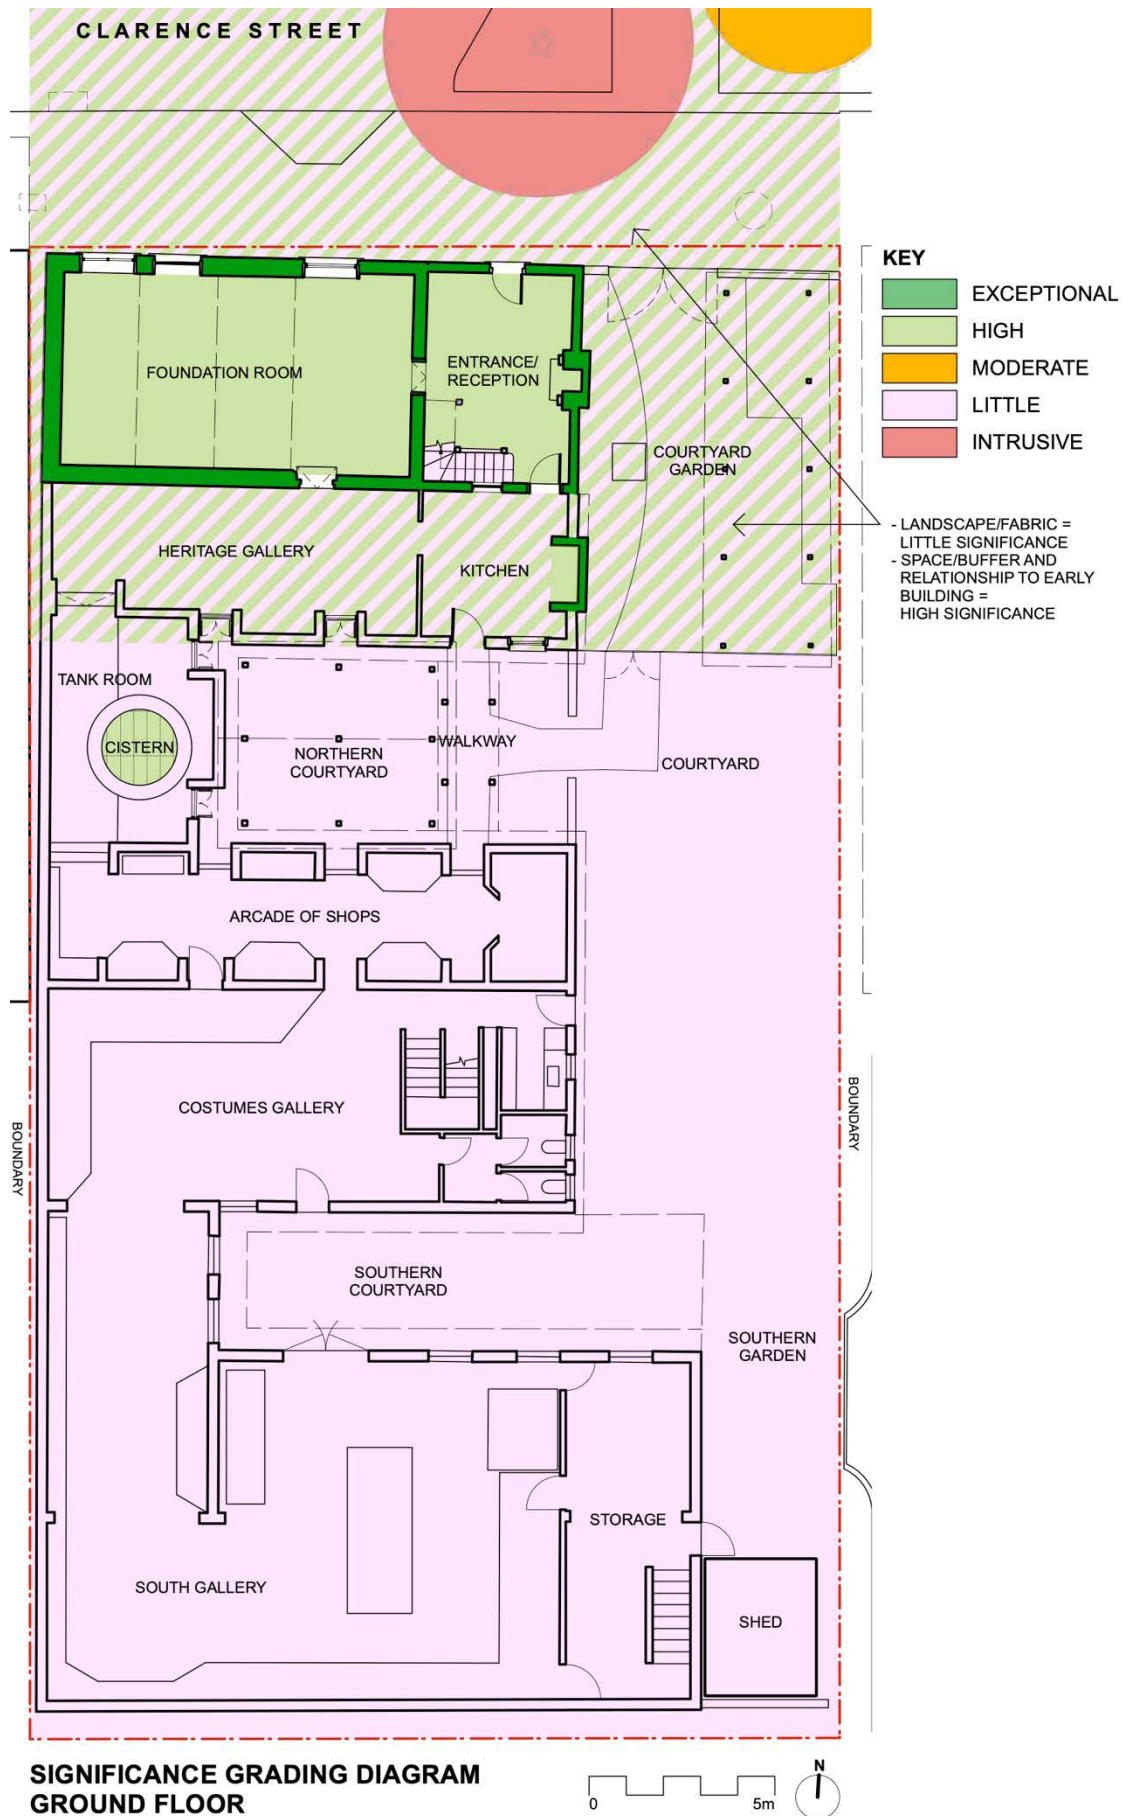 CLARENCE STREET
KEY
EXCEPTIONAL
HIGH
MODERATE
LITTLE
INTRUSIVE
FOUNDATION ROOM
ENTRANCE/
RECEPTION
COURTYARD
GARDEN
- LANDSCAPE/FABRIC =
LITTLE SIGNIFICANCE
- SPACE/BUFFER AND
RELATIONSHIP TO EARLY
BUILDING =
HIGH SIGNIFICANCE
HERITAGE GALLERY
KITCHEN
TANK ROOM
CISTERN
NORTHERN
COURTYARD
WALKWAY
COURTYARD
ARCADE OF SHOPS
COSTUMES GALLERY
BOUNDARY
BOUNDARY
SOUTHERN
COURTYARD
SOUTHERN
GARDEN
STORAGE
SOUTH GALLERY
SHED
SIGNIFICANCE GRADING DIAGRAM
GROUND FLOOR
0 5m
N